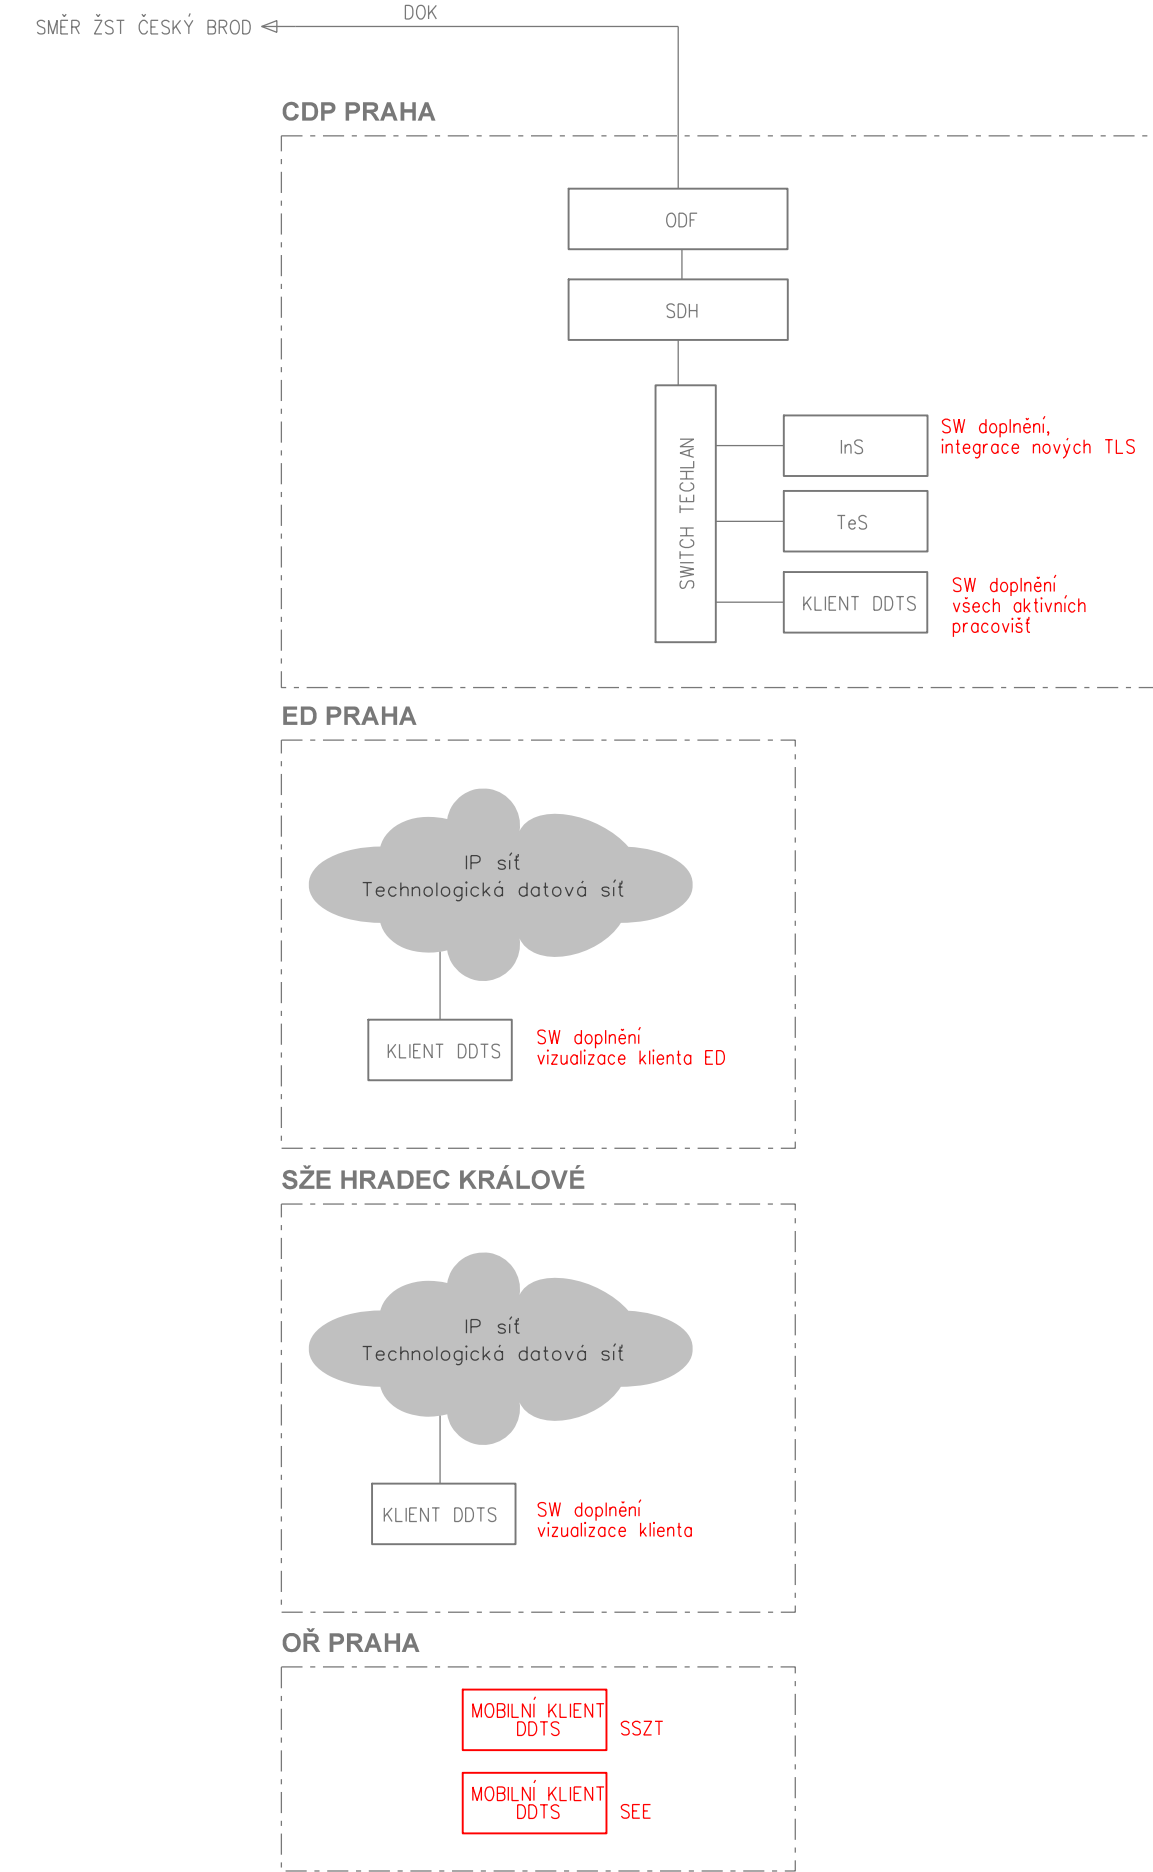 DOK
SMĚR ŽST ČESKÝ BROD
CDP PRAHA
ODF
SDH
SWITCH TECHLAN
InS
SW doplnění,
integrace nových TLS
TeS
KLIENT DDTS
SW doplnění
všech aktivních
pracovišť
ED PRAHA
IP síť
Technologická datová síť
KLIENT DDTS
SW doplnění
vizualizace klienta ED
SŽE HRADEC KRÁLOVÉ
IP síť
Technologická datová síť
KLIENT DDTS
SW doplnění
vizualizace klienta
OŘ PRAHA
MOBILNÍ KLIENT
DDTS
SSZT
MOBILNÍ KLIENT
DDTS
SEE